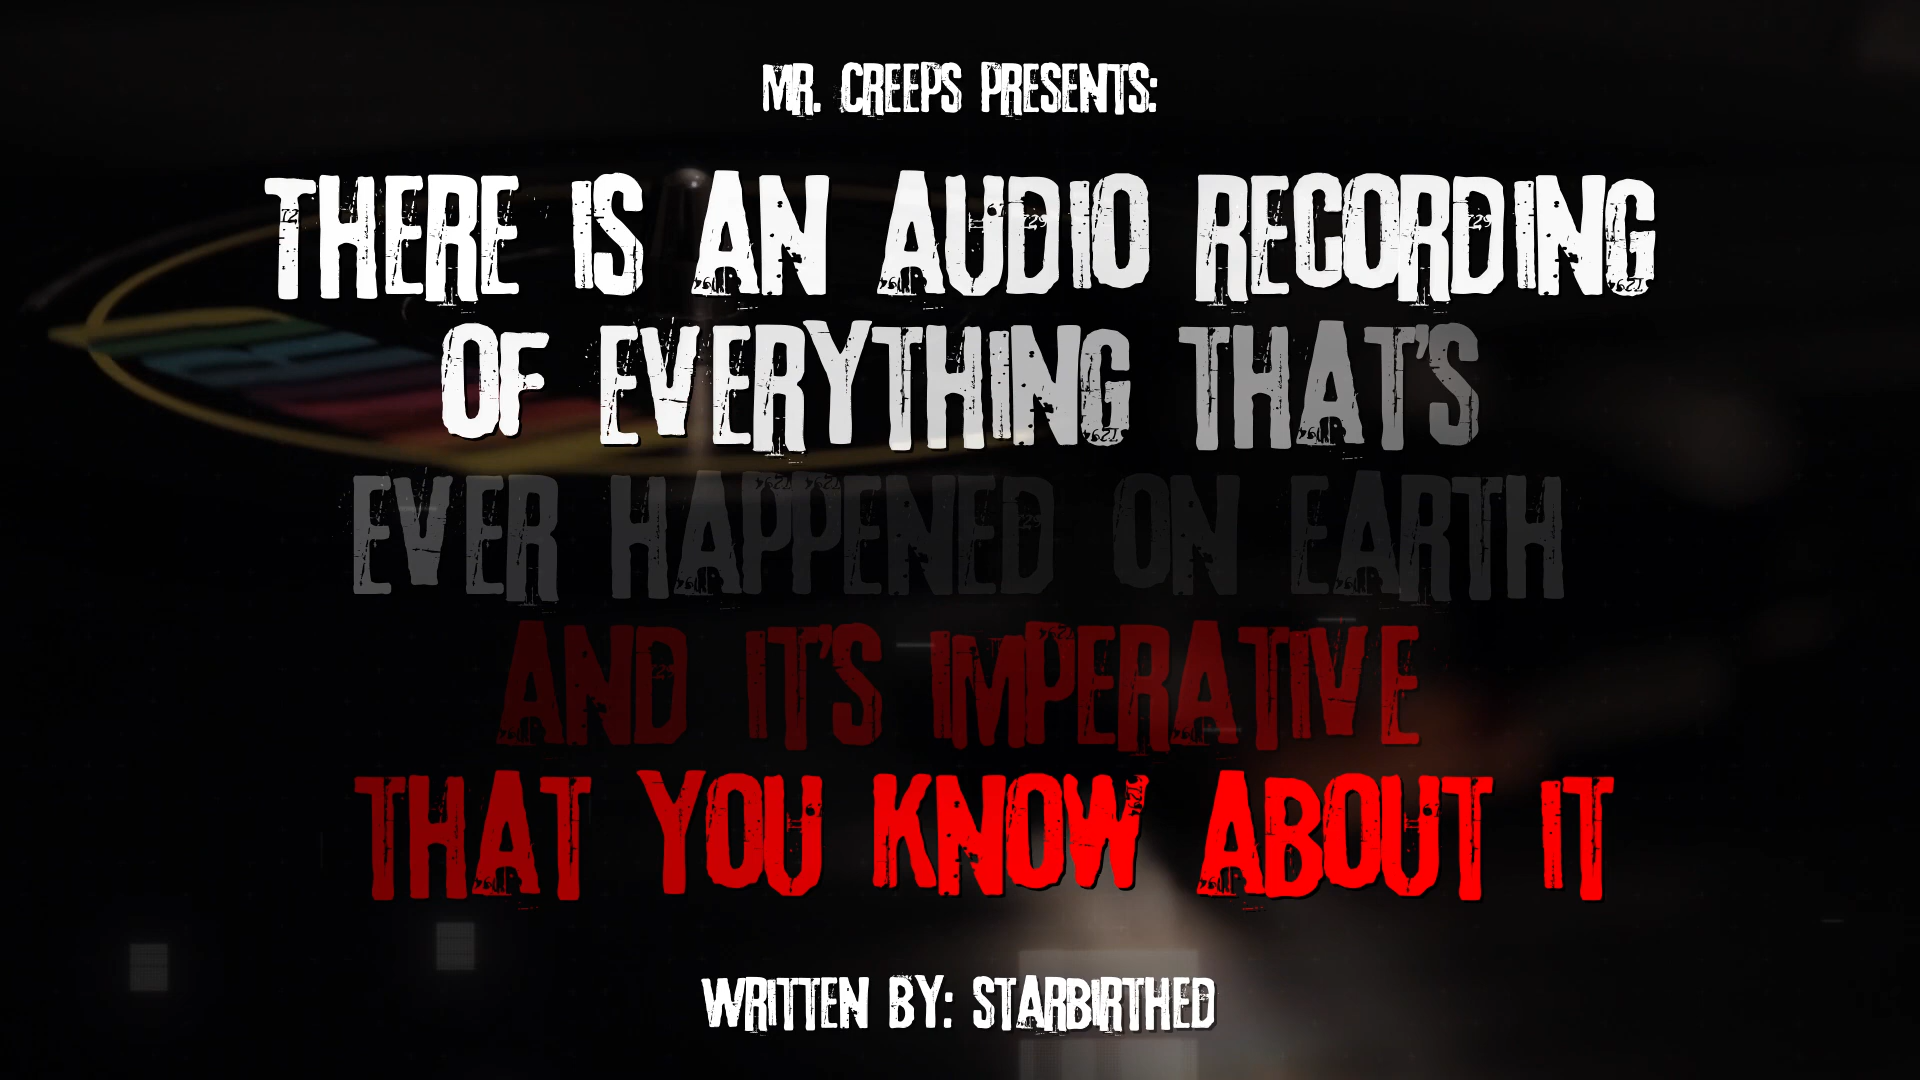 MR. CREEPS PRESENTS:
THERE IS AN AUDIO RECORDING
OF EVERYTHING THAT'S
EVER HAPPENED ON EARTH
AND IT'S IMPERATIVE
THAT YOU KNOW ABOUT IT
WRITTEN BY: STARBIRTHED